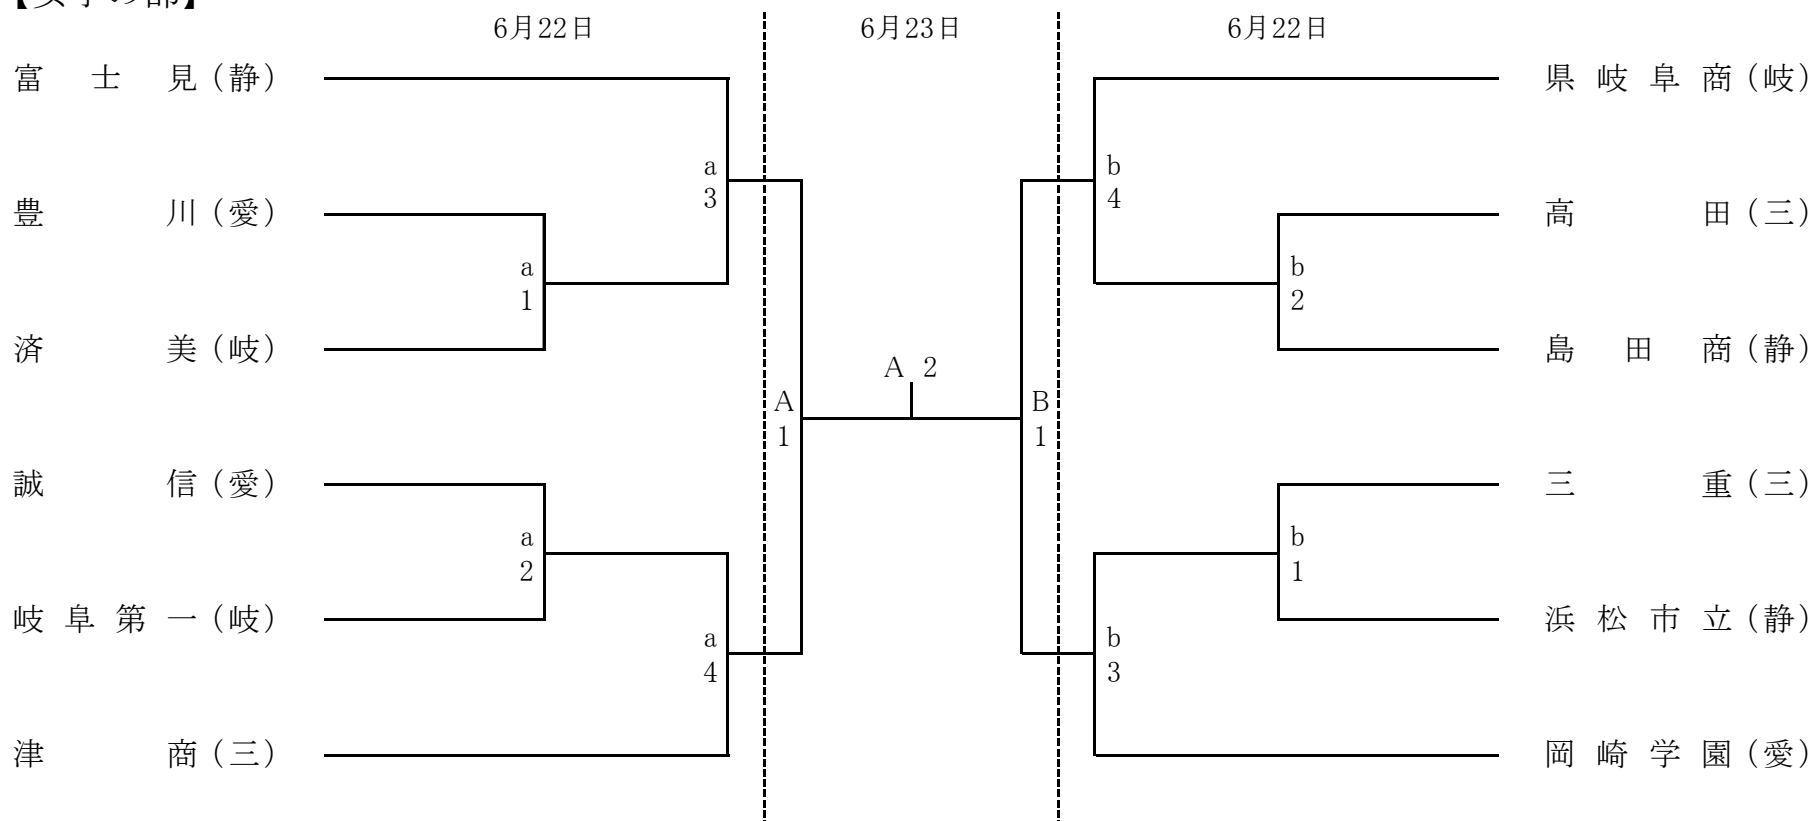 6月22日 6月23日 6月22日
富士見（静） 県岐阜商（岐）
a b
3 4
豊川（愛） 高田（三）
a b
1 2
済美（岐） 島田商（静）
A 2
A B
1 1
誠信（愛） 三重（三）
a b
2 1
岐阜第一（岐） 浜松市立（静）
a b
4 3
津商（三） 岡崎学園（愛）